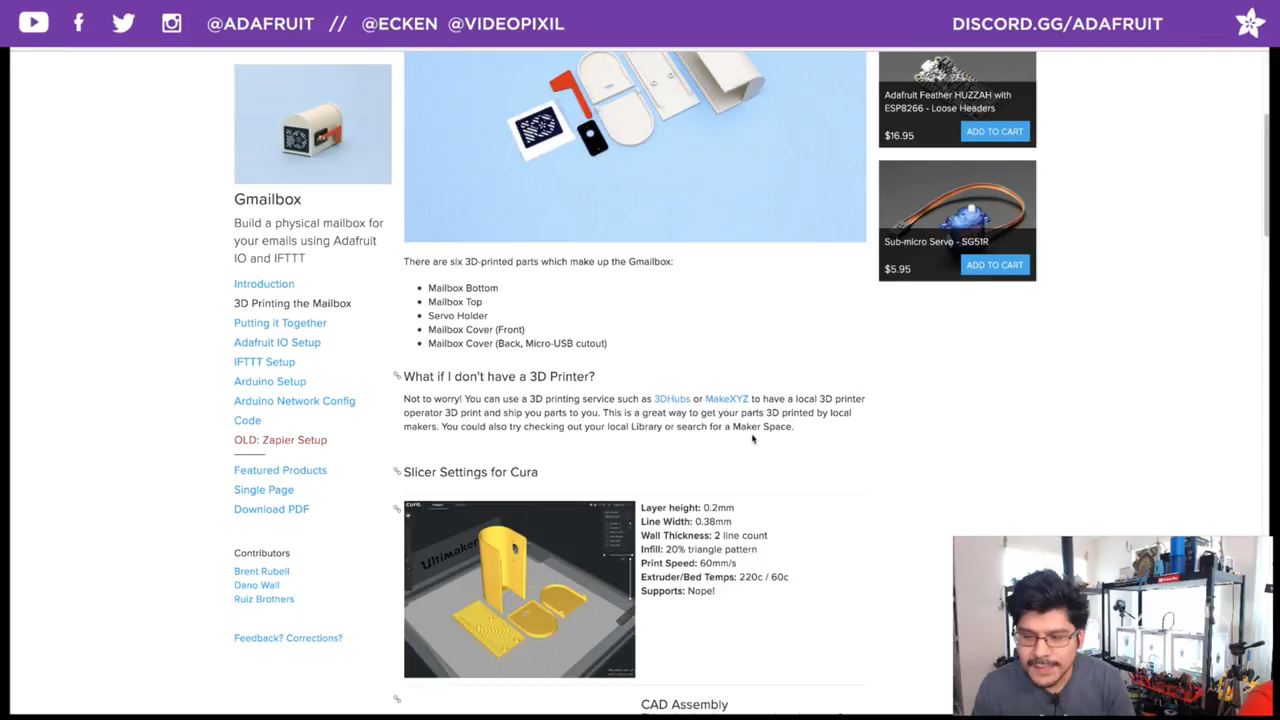 @ADAFRUIT // @ECKEN @VIDEOPIXIL
DISCORD.GG/ADAFRUIT
Gmailbox
Build a physical mailbox for
your emails using Adafruit
IO and IFTTT
Introduction
3D Printing the Mailbox
Putting it Together
Adafruit IO Setup
IFTTT Setup
Arduino Setup
Arduino Network Config
Code
OLD: Zapier Setup
Featured Products
Single Page
Download PDF
Contributors
Brent Rubell
Dano Wall
Ruiz Brothers
Feedback? Corrections?
There are six 3D-printed parts which make up the Gmailbox:
• Mailbox Bottom
• Mailbox Top
• Servo Holder
• Mailbox Cover (Front)
• Mailbox Cover (Back, Micro-USB cutout)
What if I don't have a 3D Printer?
Not to worry! You can use a 3D printing service such as 3DHubs or MakeXYZ to have a local 3D printer
operator 3D print and ship you parts to you. This is a great way to get your parts 3D printed by local
makers. You could also try checking out your local Library or search for a Maker Space.
Slicer Settings for Cura
cura.
Ultimaker
Layer height: 0.2mm
Line Width: 0.38mm
Wall Thickness: 2 line count
Infill: 20% triangle pattern
Print Speed: 60mm/s
Extruder/Bed Temps: 220c / 60c
Supports: Nope!
CAD Assembly
Adafruit Feather HUZZAH with
ESP8266 - Loose Headers
$16.95
ADD TO CART
Sub-micro Servo - SG51R
$5.95
ADD TO CART